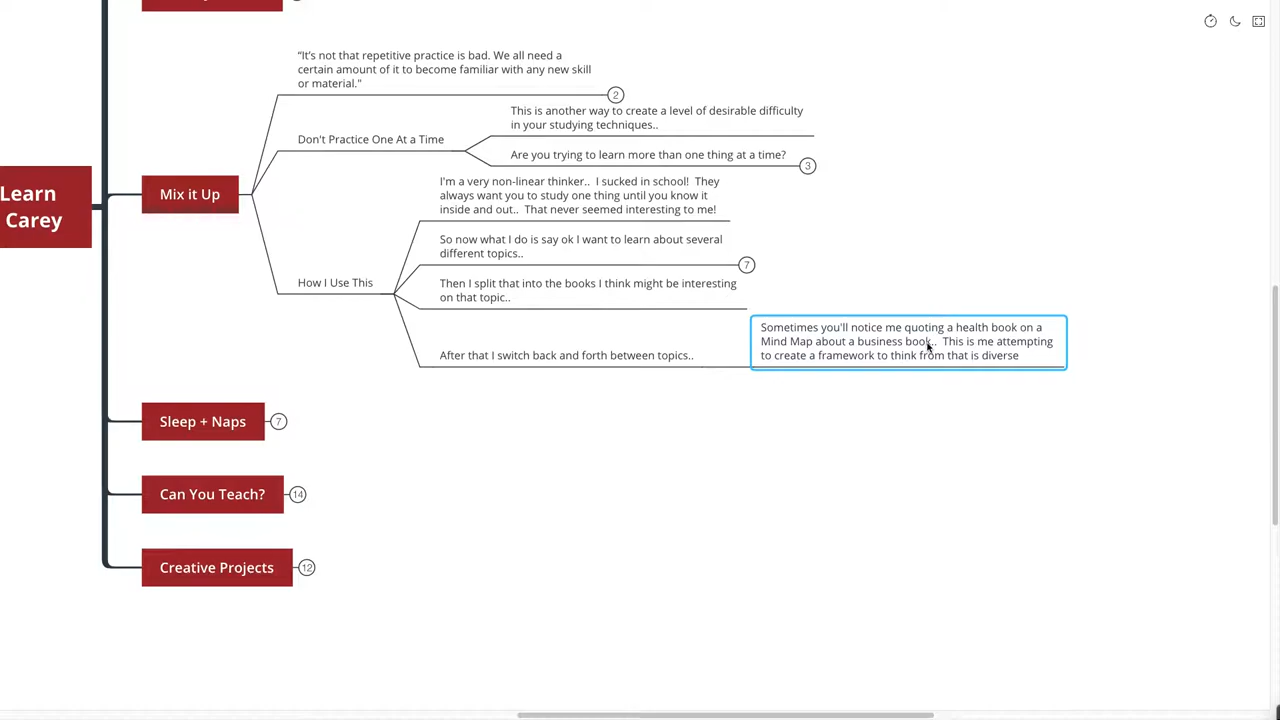 "It's not that repetitive practice is bad. We all need a
certain amount of it to become familiar with any new skill
or material."
2
This is another way to create a level of desirable difficulty
in your studying techniques..
Don't Practice One At a Time
Are you trying to learn more than one thing at a time?
3
I'm a very non-linear thinker..  I sucked in school!  They
always want you to study one thing until you know it
inside and out..  That never seemed interesting to me!
Learn
Carey
Mix it Up
So now what I do is say ok I want to learn about several
different topics..
7
How I Use This
Then I split that into the books I think might be interesting
on that topic..
Sometimes you'll notice me quoting a health book on a
Mind Map about a business book..  This is me attempting
to create a framework to think from that is diverse
After that I switch back and forth between topics..
Sleep + Naps
7
Can You Teach?
14
Creative Projects
12